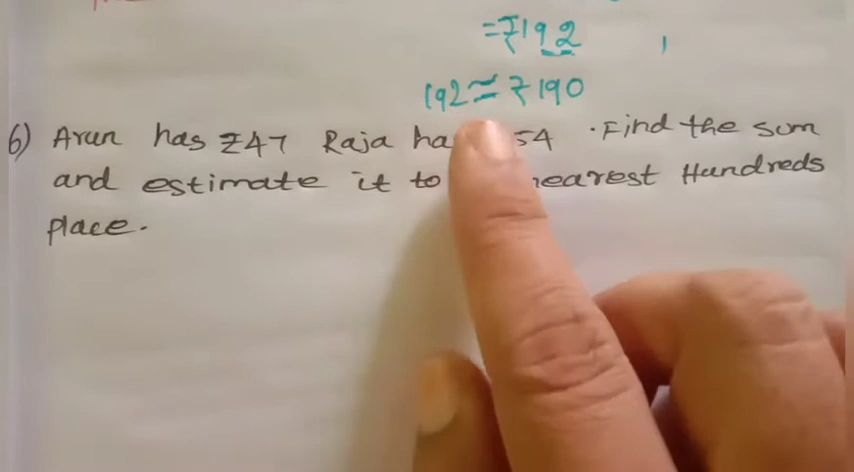 =₹192
192≃₹190
6) Arun has ₹47 Raja 54 . Find the sum
and estimate it to nearest Hundreds
place.